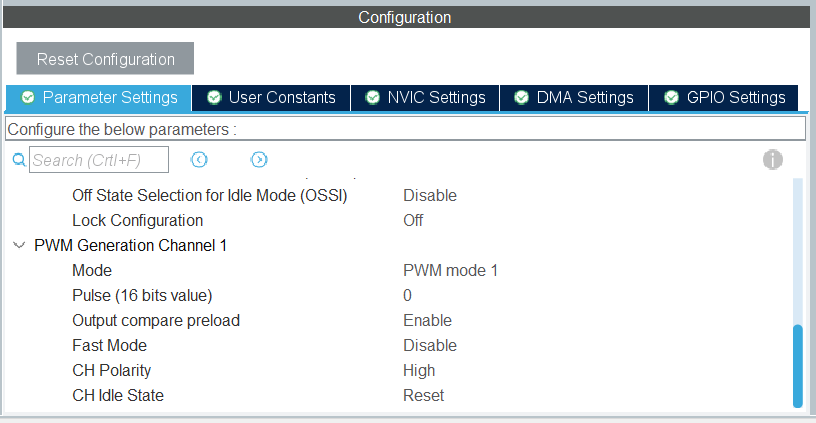 Configuration
Reset Configuration
Parameter Settings User Constants NVIC Settings DMA Settings GPIO Settings
Configure the below parameters :
Search (Crtl+F)
Off State Selection for Idle Mode (OSSI) Disable
Lock Configuration Off
PWM Generation Channel 1
Mode PWM mode 1
Pulse (16 bits value) 0
Output compare preload Enable
Fast Mode Disable
CH Polarity High
CH Idle State Reset